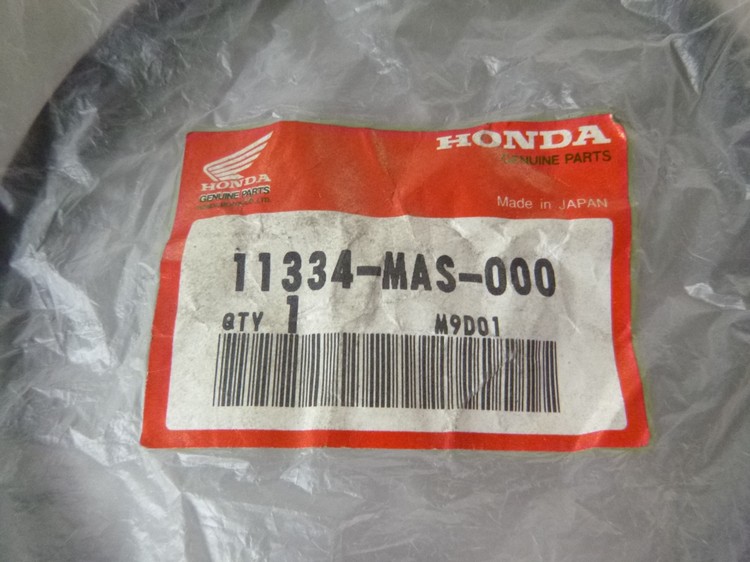 HONDA
GENUINE PARTS
HONDA
GENUINE PARTS
Made in JAPAN
11334-MAS-000
QTY 1 M9D01